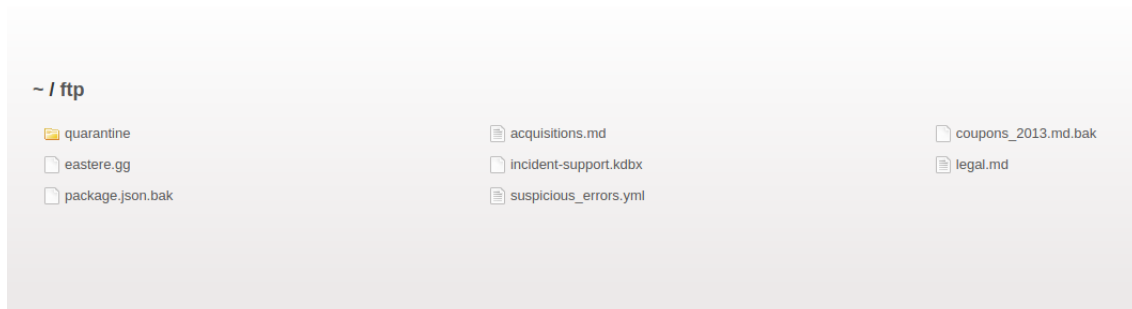 ~ / ftp
quarantine acquisitions.md coupons_2013.md.bak
eastere.gg incident-support.kdbx legal.md
package.json.bak suspicious_errors.yml